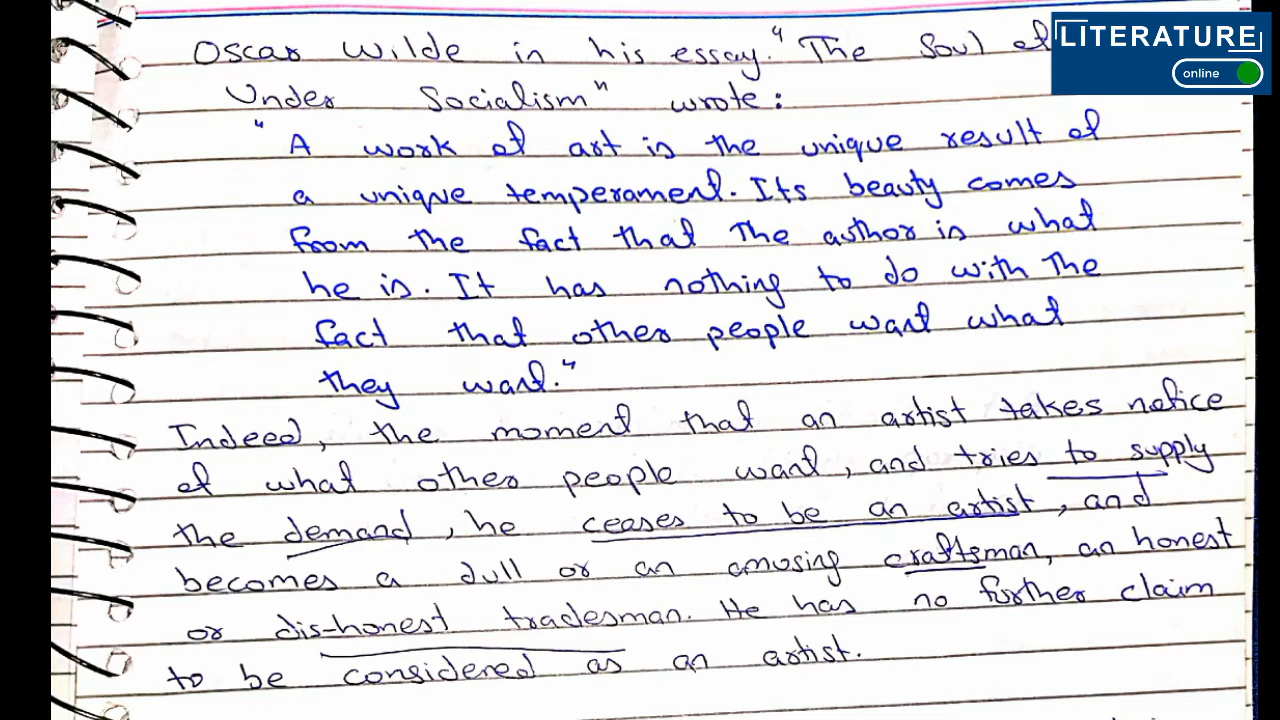 Oscar Wilde in his essay. "The Soul of
LITERATURE
online
Under Socialism" wrote:
"A work of art is the unique result of
a unique temperament. Its beauty comes
from the fact that the author is what
he is. It has nothing to do with the
fact that other people want what
they want."
Indeed, the moment that an artist takes notice
of what other people want, and tries to supply
the demand, he ceases to be an artist, and
becomes a dull or an amusing craftsman, an honest
or dis-honest tradesman. He has no further claim
to be considered as an artist.